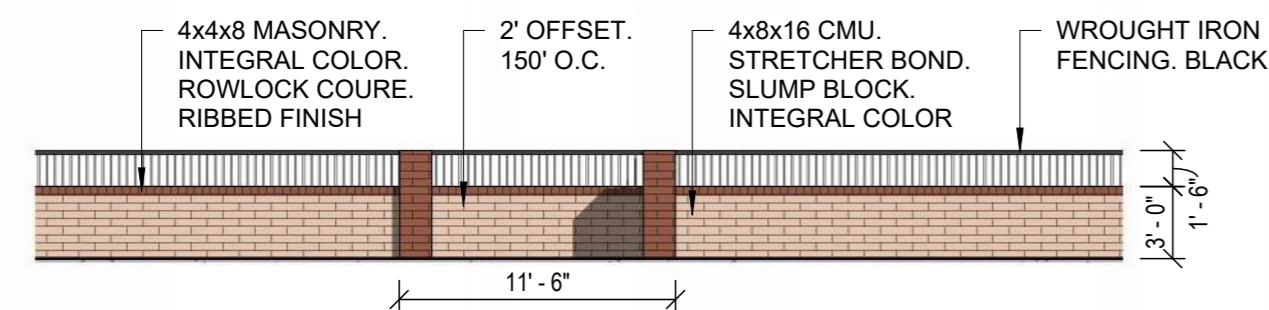 4x4x8 MASONRY.
INTEGRAL COLOR.
ROWLOCK COURE.
RIBBED FINISH
2' OFFSET.
150' O.C.
4x8x16 CMU.
STRETCHER BOND.
SLUMP BLOCK.
INTEGRAL COLOR
WROUGHT IRON
FENCING. BLACK
3' - 0"
1' - 6"
11' - 6"